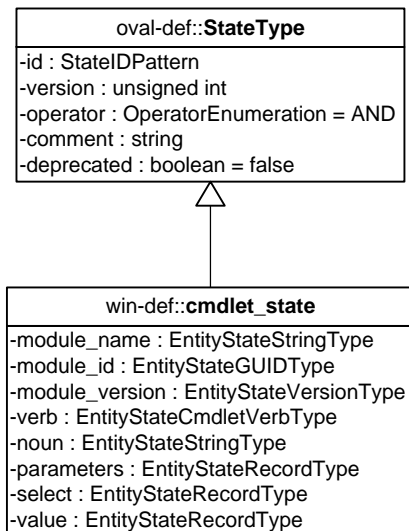 oval-def::StateType
-id : StateIDPattern
-version : unsigned int
-operator : OperatorEnumeration = AND
-comment : string
-deprecated : boolean = false
win-def::cmdlet_state
-module_name : EntityStateStringType
-module_id : EntityStateGUIDType
-module_version : EntityStateVersionType
-verb : EntityStateCmdletVerbType
-noun : EntityStateStringType
-parameters : EntityStateRecordType
-select : EntityStateRecordType
-value : EntityStateRecordType